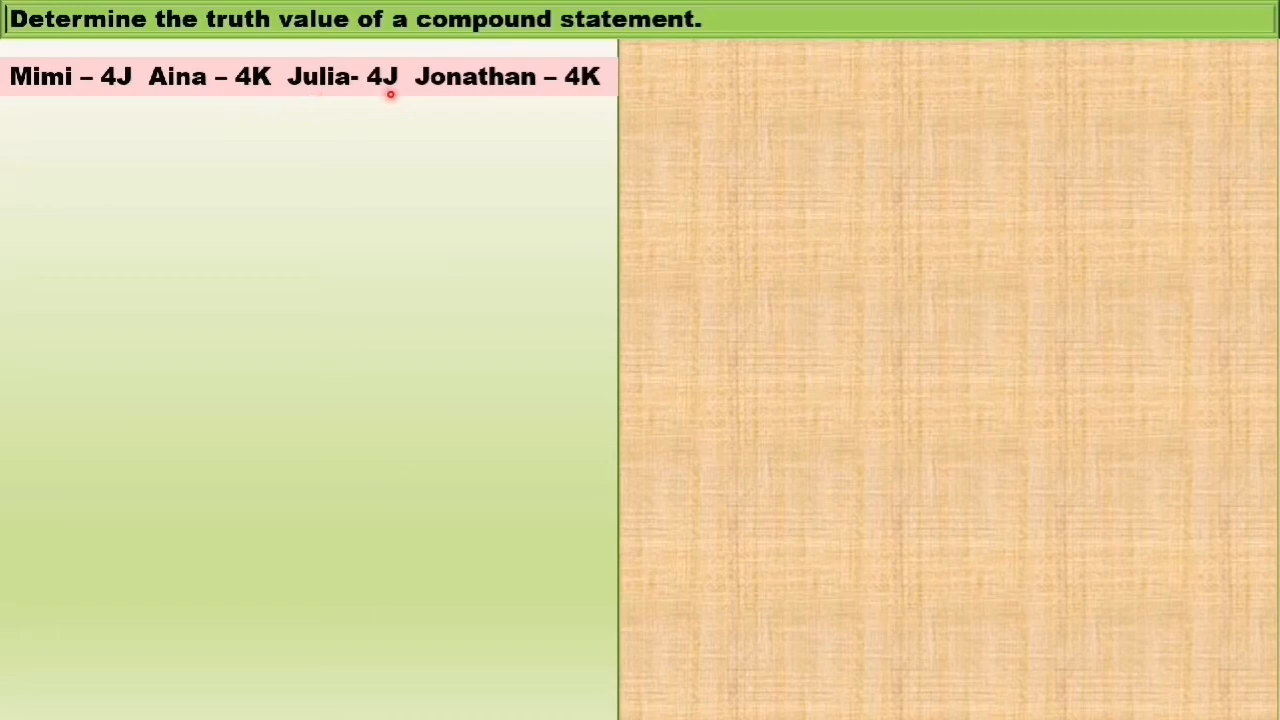 Determine the truth value of a compound statement.
Mimi – 4J  Aina – 4K  Julia- 4J  Jonathan – 4K